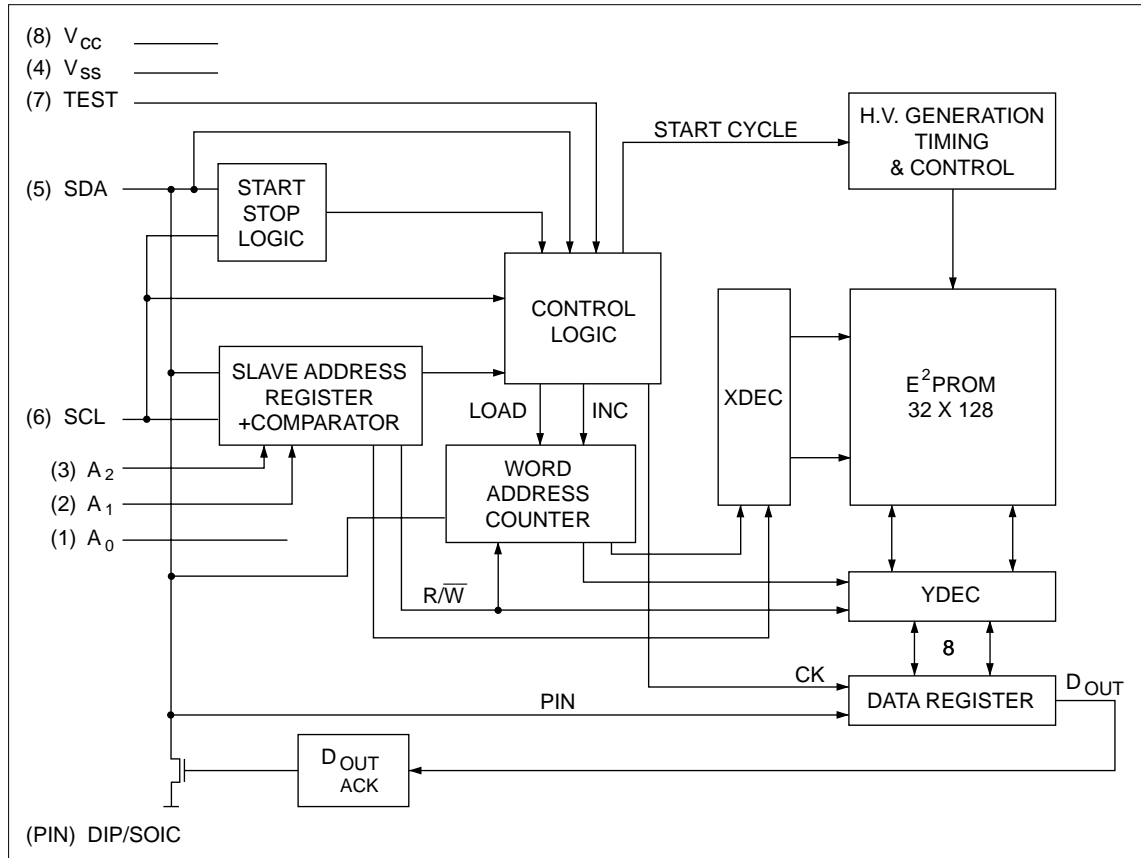 (8) VCC
(4) VSS
(7) TEST
(5) SDA
START
STOP
LOGIC
START CYCLE
H.V. GENERATION
TIMING
& CONTROL
CONTROL
LOGIC
SLAVE ADDRESS
REGISTER
+COMPARATOR
(6) SCL
(3) A2
(2) A1
(1) A0
LOAD
INC
WORD
ADDRESS
COUNTER
XDEC
E²PROM
32 X 128
R/W̅
YDEC
8
CK
PIN
DATA REGISTER
DOUT
DOUT
ACK
(PIN) DIP/SOIC